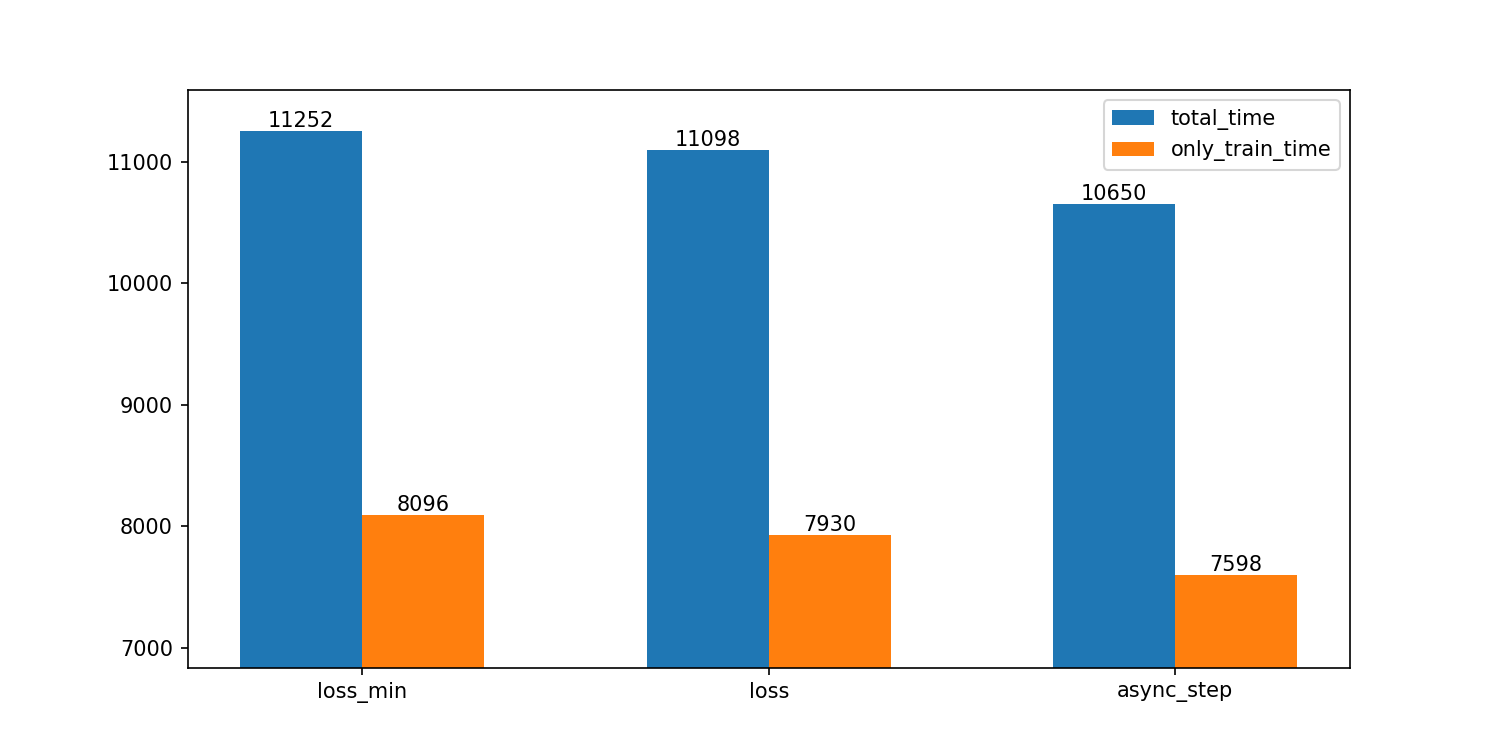 11252
11098
10650
8096
7930
7598
total_time
only_train_time
11000
10000
9000
8000
7000
loss_min
loss
async_step